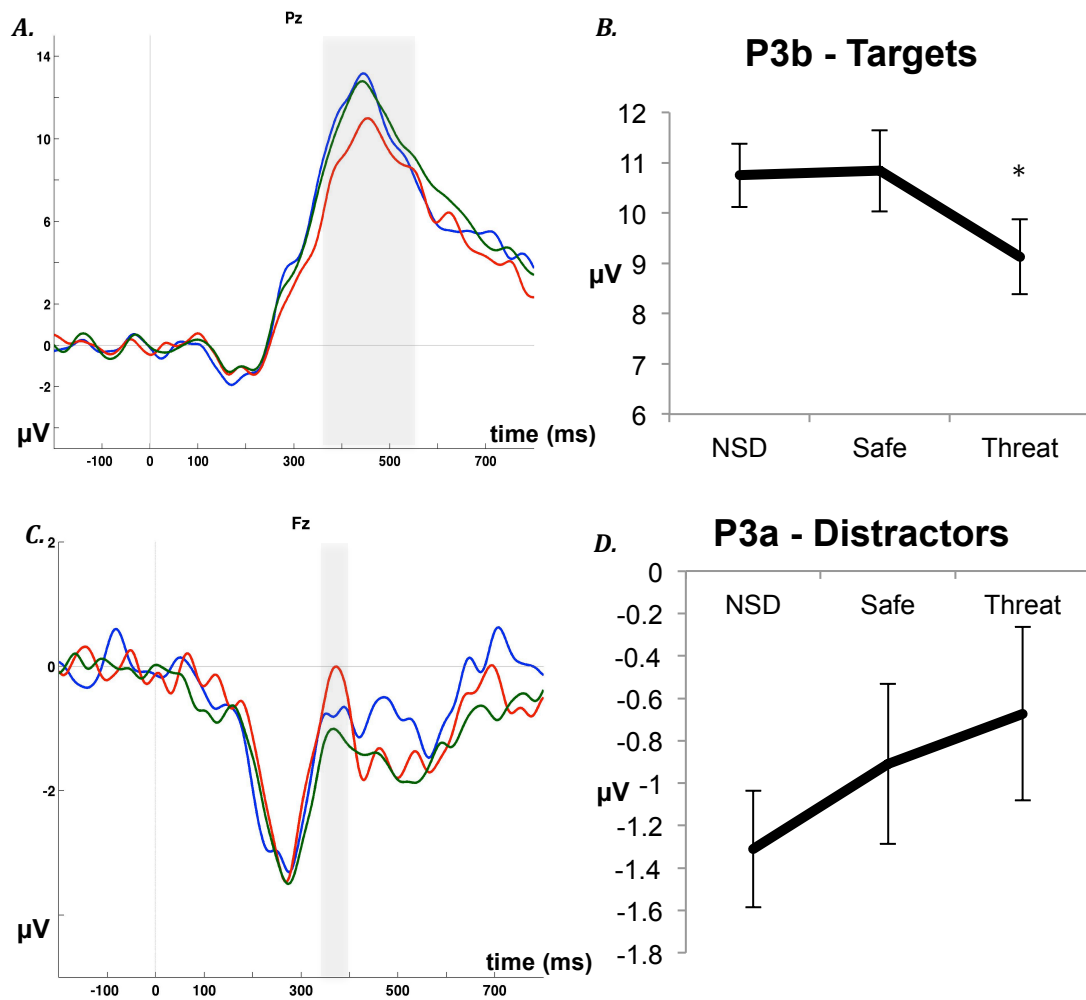 A.
Pz
14
10
6
2
0
-2
µV
time (ms)
-100 0 100 300 500 700
B.
P3b - Targets
12
11
10
9
8
7
6
µV
*
NSD Safe Threat
C.
Fz
2
0
-2
µV
time (ms)
-100 0 100 300 400 500 700
D.
P3a - Distractors
0
-0.2
-0.4
-0.6
-0.8
-1
-1.2
-1.4
-1.6
-1.8
µV
NSD Safe Threat